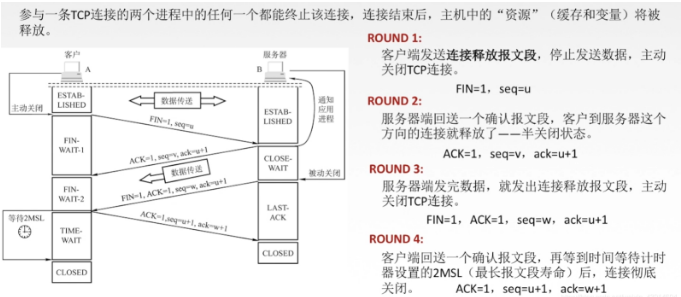 参与一条TCP连接的两个进程中的任何一个都能终止该连接，连接结束后，主机中的“资源”（缓存和变量）将被
释放。
客户
服务器
A
B
ESTAB-
LISHED
数据传送
ESTAB-
LISHED
通知
应用
进程
主动关闭
FIN=1, seq=u
FIN-
WAIT-1
ACK=1, seq=v, ack=u+1
CLOSE-
WAIT
数据传送
被动关闭
FIN=1, ACK=1, seq=w, ack=u+1
FIN-
WAIT-2
LAST-
ACK
ACK=1,seq=u+1, ack=w+1
等待2MSL
TIME-
WAIT
CLOSED
CLOSED
ROUND 1:
客户端发送连接释放报文段，停止发送数据，主动
关闭TCP连接。
FIN=1，seq=u
ROUND 2:
服务器端回送一个确认报文段，客户到服务器这个
方向的连接就释放了——半关闭状态。
ACK=1，seq=v，ack=u+1
ROUND 3:
服务器端发完数据，就发出连接释放报文段，主动
关闭TCP连接。
FIN=1，ACK=1，seq=w，ack=u+1
ROUND 4:
客户端回送一个确认报文段，再等到时间等待计时
器设置的2MSL（最长报文段寿命）后，连接彻底
关闭。 ACK=1，seq=u+1，ack=w+1